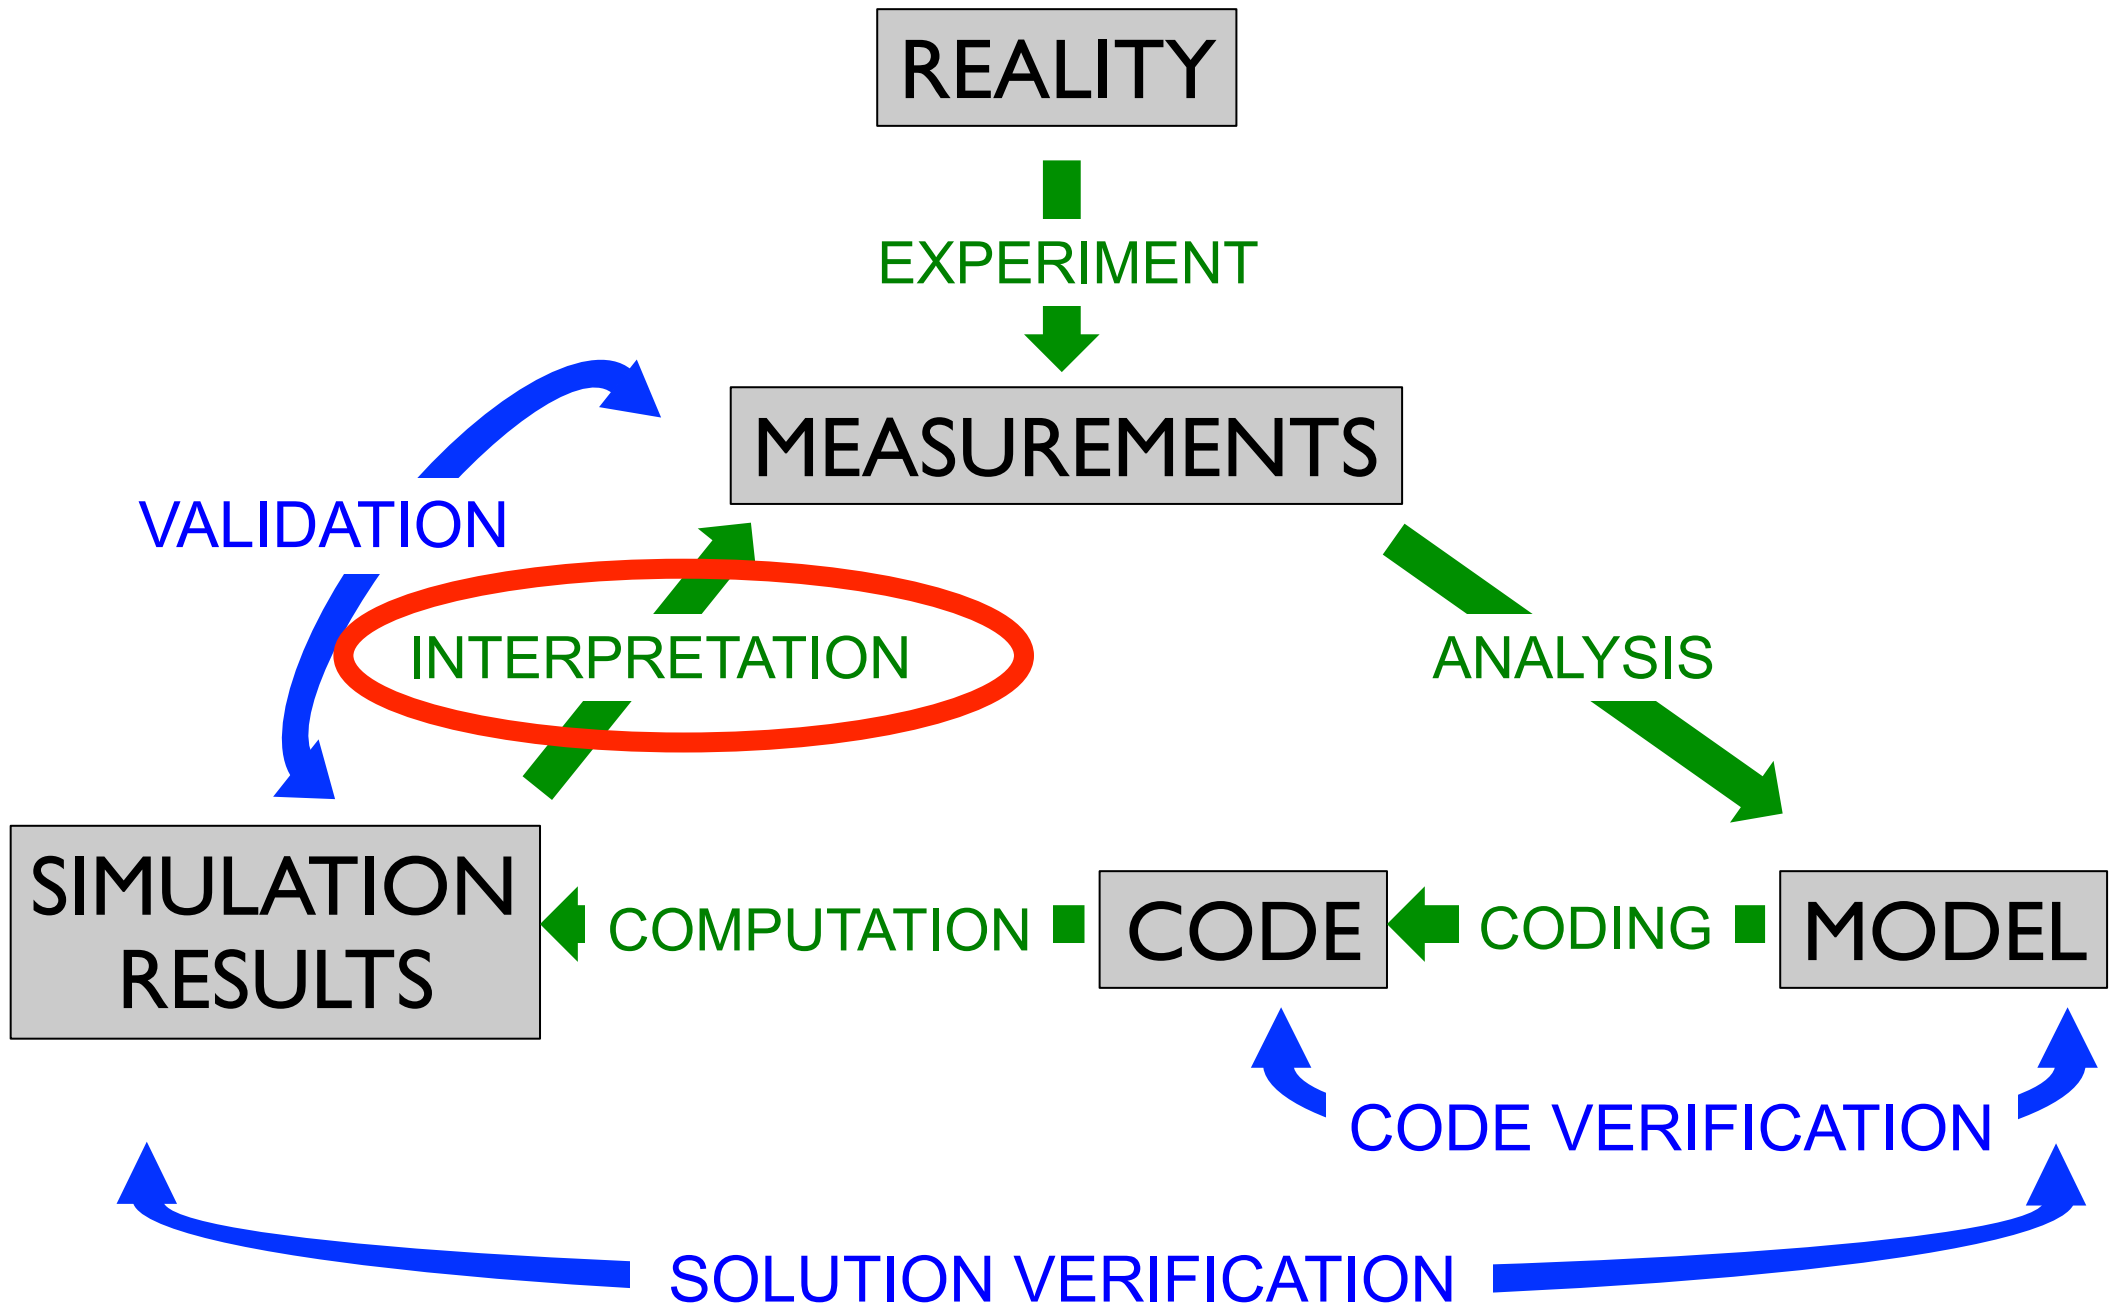 REALITY
EXPERIMENT
MEASUREMENTS
VALIDATION
INTERPRETATION
ANALYSIS
SIMULATION
RESULTS
COMPUTATION
CODE
CODING
MODEL
CODE VERIFICATION
SOLUTION VERIFICATION